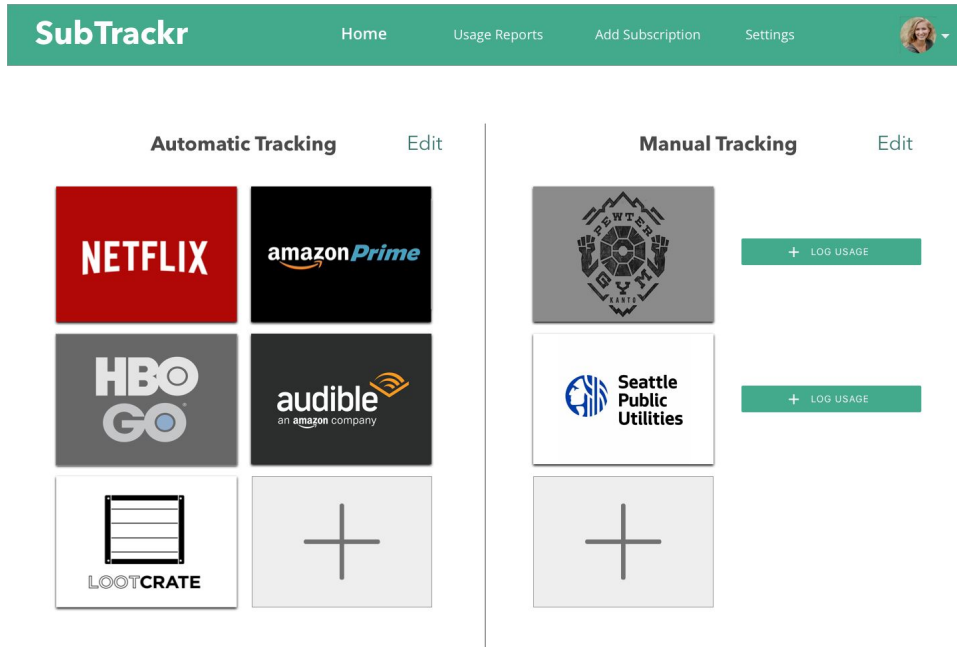 SubTrackr
Home
Usage Reports
Add Subscription
Settings
Automatic Tracking
Edit
NETFLIX
amazon Prime
HBO
GO
audible
an amazon company
LOOTCRATE
Manual Tracking
Edit
PEWTER
GYM
KANTO
+ LOG USAGE
Seattle
Public
Utilities
+ LOG USAGE